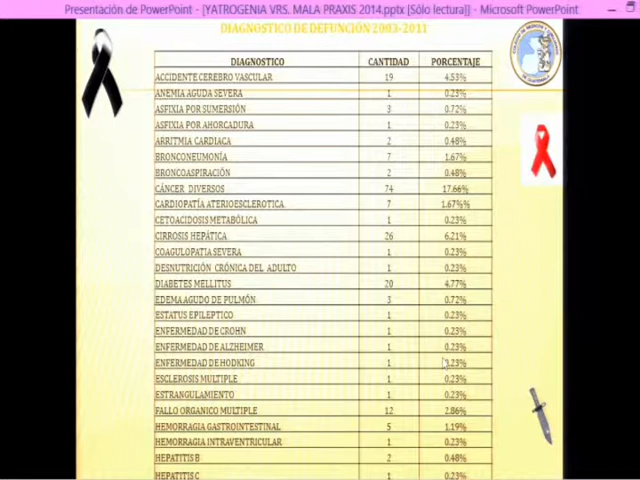 Presentación de PowerPoint - [YATROGENIA VRS. MALA PRAXIS 2014.pptx [Sólo lectura]] - Microsoft PowerPoint
DIAGNOSTICO DE DEFUNCIÓN 2003-2011
DIAGNOSTICO CANTIDAD PORCENTAJE
ACCIDENTE CEREBRO VASCULAR 19 4.53%
ANEMIA AGUDA SEVERA 1 0.23%
ASFIXIA POR SUMERSIÓN 3 0.72%
ASFIXIA POR AHORCADURA 1 0.23%
ARRITMIA CARDIACA 2 0.48%
BRONCONEUMONÍA 7 1.67%
BRONCOASPIRACIÓN 2 0.48%
CÁNCER DIVERSOS 74 17.66%
CARDIOPATÍA ATERIOESCLEROTICA 7 1.67%%
CETOACIDOSIS METABÓLICA 1 0.23%
CIRROSIS HEPÁTICA 26 6.21%
COAGULOPATIA SEVERA 1 0.23%
DESNUTRICIÓN CRÓNICA DEL ADULTO 1 0.23%
DIABETES MELLITUS 20 4.77%
EDEMA AGUDO DE PULMÓN 3 0.72%
ESTATUS EPILEPTICO 1 0.23%
ENFERMEDAD DE CROHN 1 0.23%
ENFERMEDAD DE ALZHEIMER 1 0.23%
ENFERMEDAD DE HODKING 1 0.23%
ESCLEROSIS MULTIPLE 1 0.23%
ESTRANGULAMIENTO 1 0.23%
FALLO ORGANICO MULTIPLE 12 2.86%
HEMORRAGIA GASTROINTESTINAL 5 1.19%
HEMORRAGIA INTRAVENTRICULAR 1 0.23%
HEPATITIS B 2 0.48%
HEPATITIS C 1 0.23%